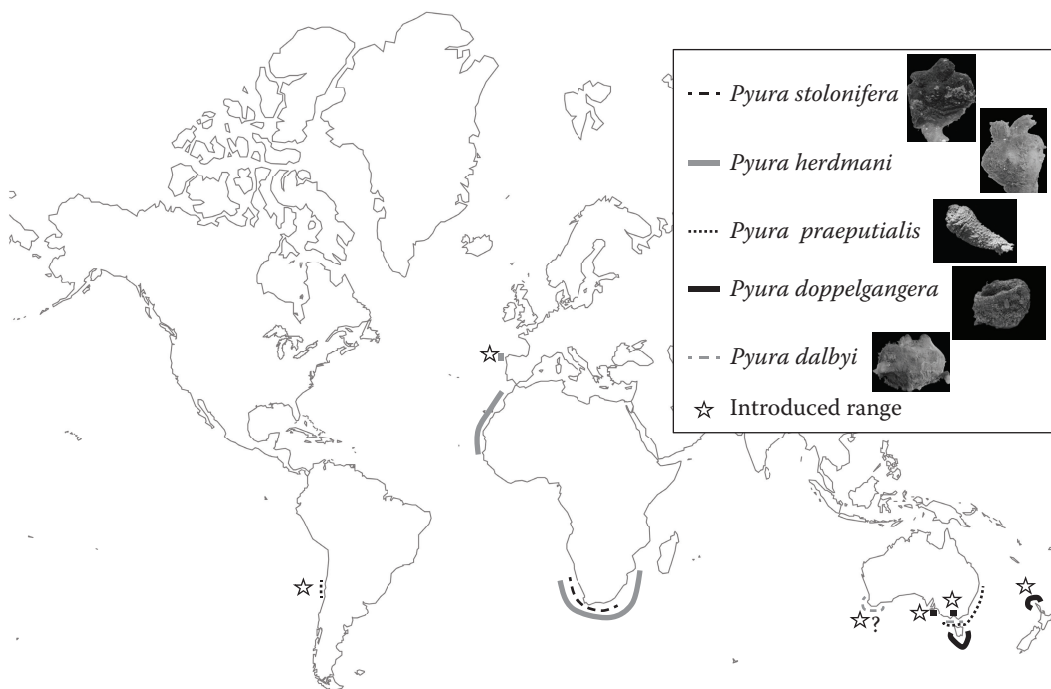 Pyura stolonifera
Pyura herdmani
Pyura praeputialis
Pyura doppelgangera
Pyura dalbyi
Introduced range
?